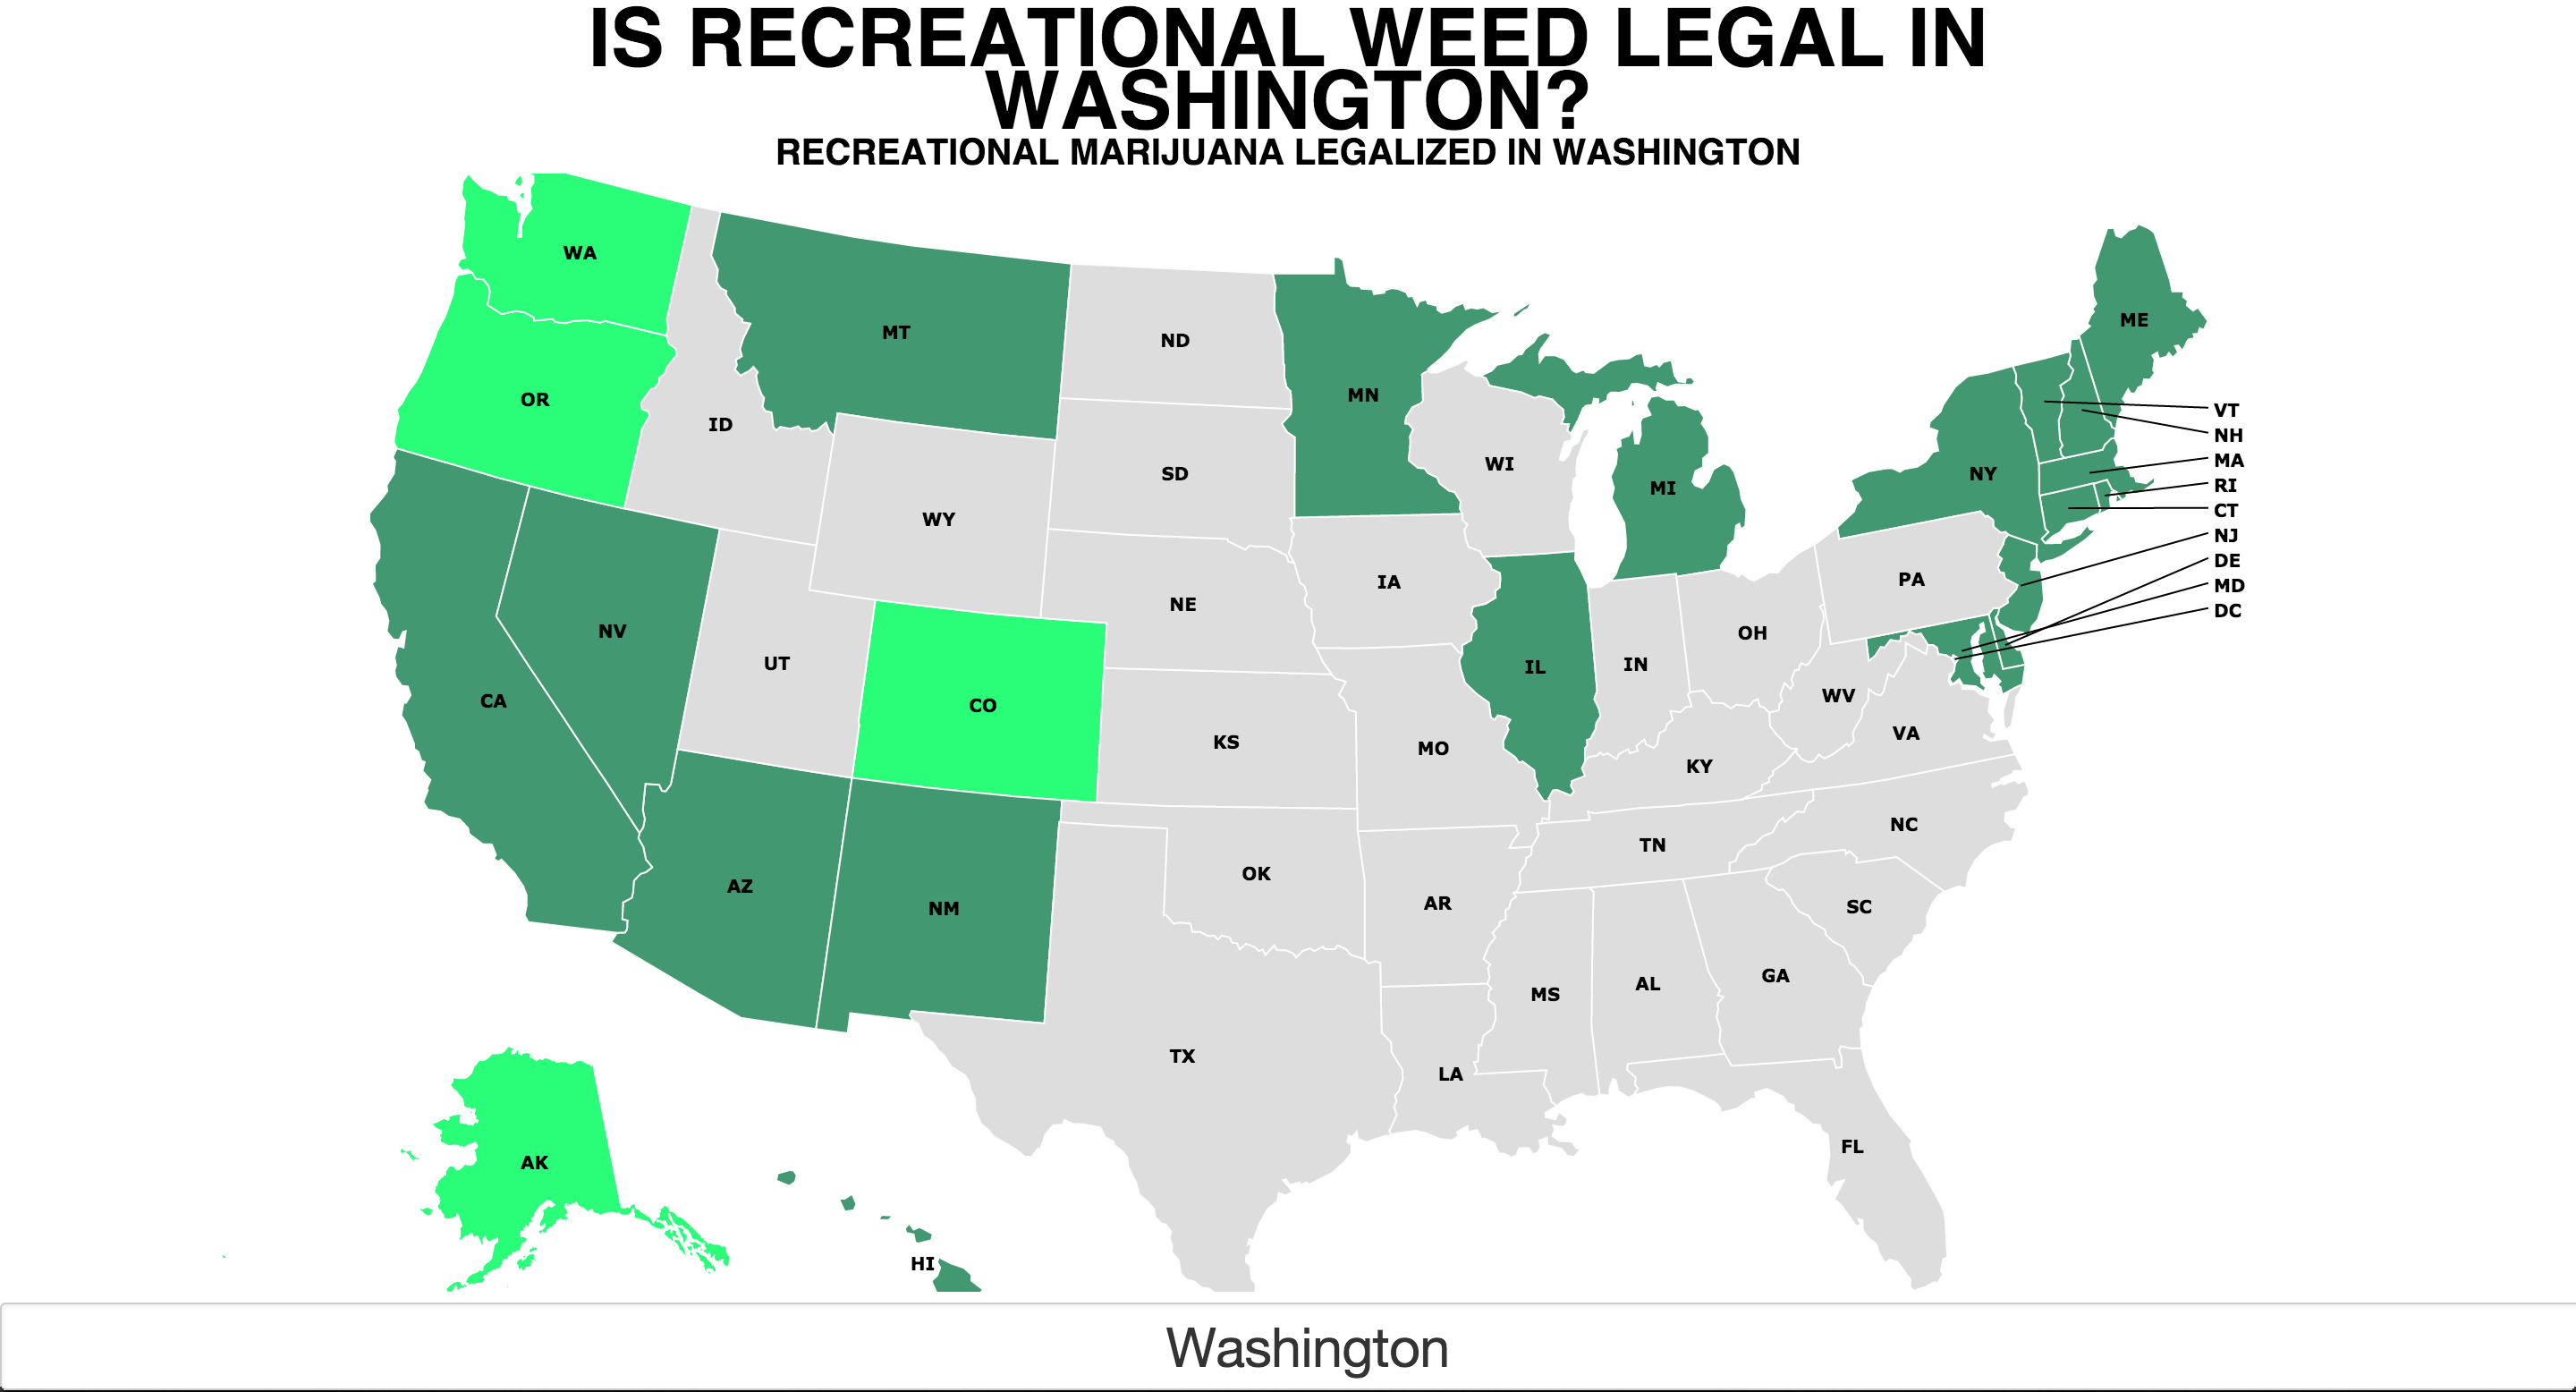 IS RECREATIONAL WEED LEGAL IN
WASHINGTON?
RECREATIONAL MARIJUANA LEGALIZED IN WASHINGTON
WA
MT
ND
ME
OR
MN
VT
ID
NH
MA
WI
SD
NY
RI
MI
CT
WY
NJ
DE
IA
PA
MD
NE
DC
NV
OH
UT
IN
IL
WV
CA
CO
VA
KS
MO
KY
NC
TN
OK
AZ
AR
SC
NM
GA
AL
MS
TX
LA
FL
AK
HI
Washington